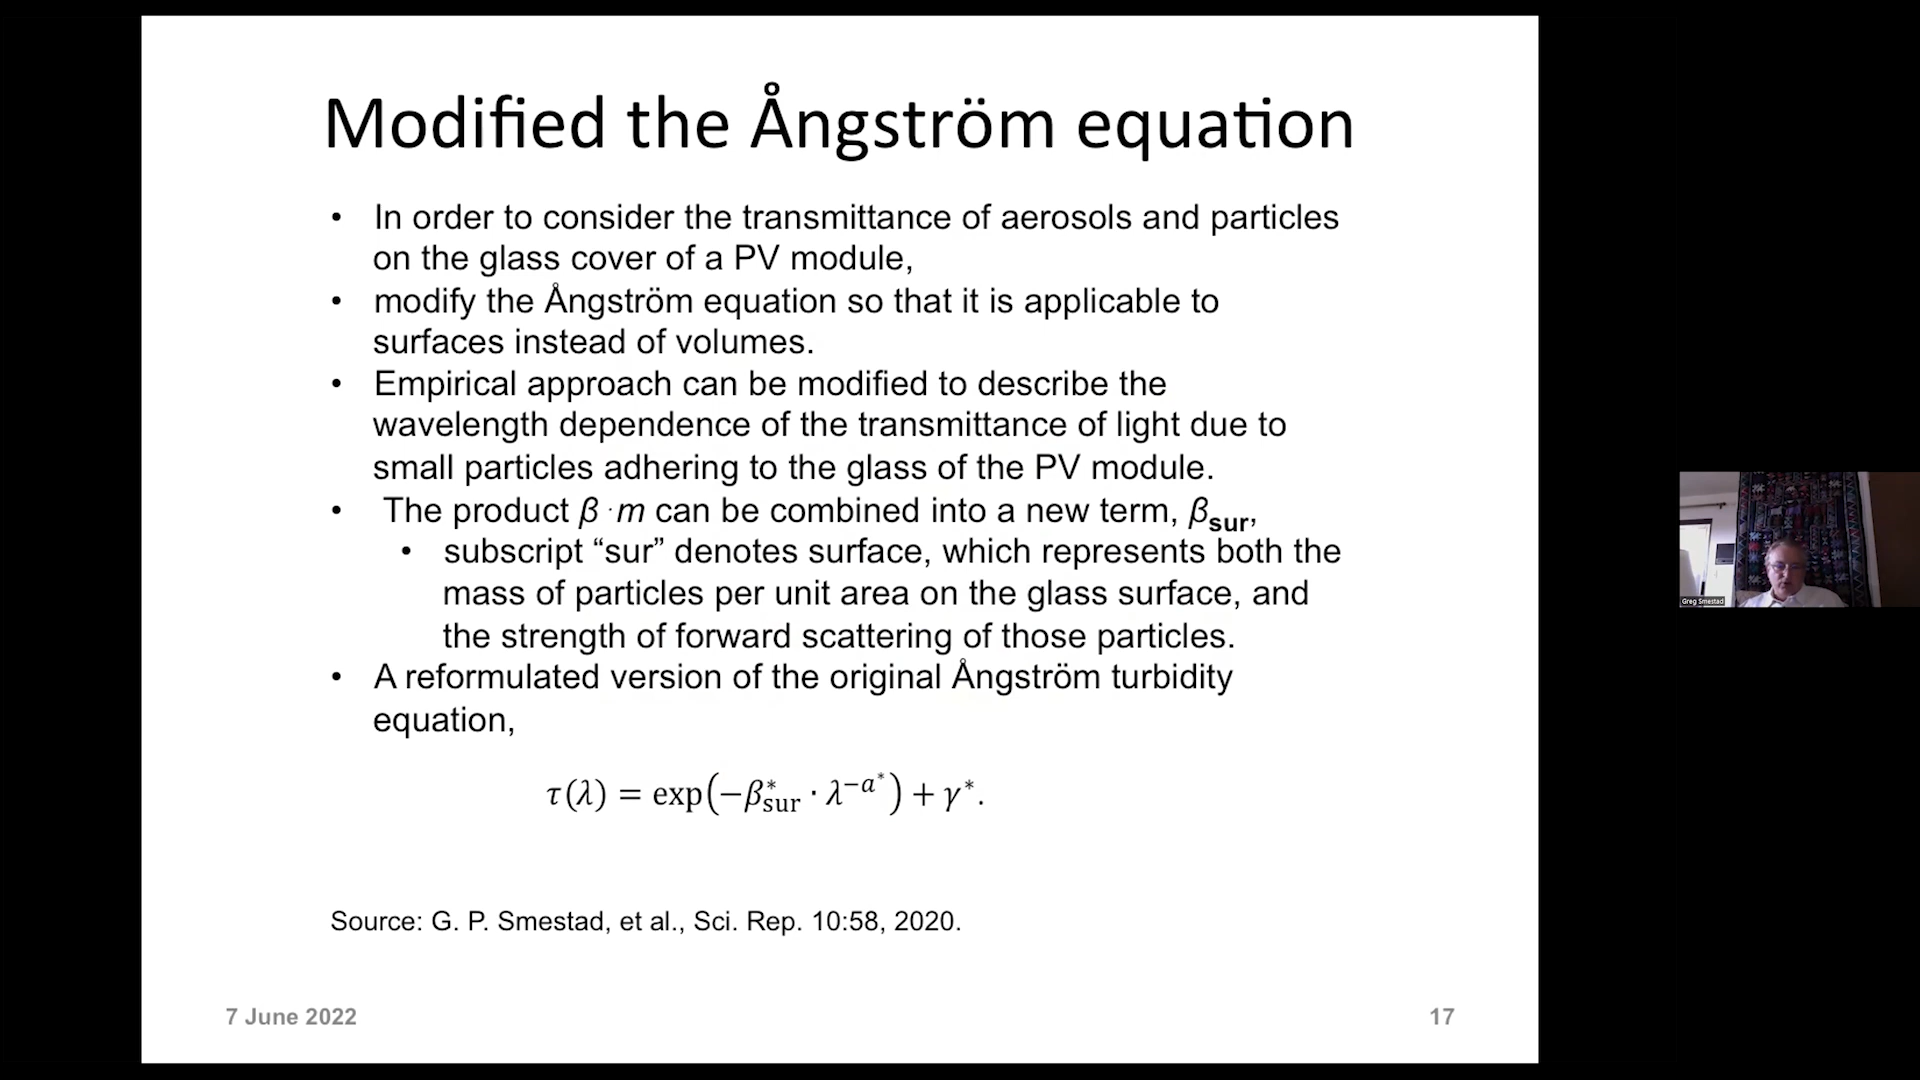 Modified the Ångström equation
• In order to consider the transmittance of aerosols and particles
on the glass cover of a PV module,
• modify the Ångström equation so that it is applicable to
surfaces instead of volumes.
• Empirical approach can be modified to describe the
wavelength dependence of the transmittance of light due to
small particles adhering to the glass of the PV module.
• The product β ·m can be combined into a new term, βsur,
• subscript “sur” denotes surface, which represents both the
mass of particles per unit area on the glass surface, and
the strength of forward scattering of those particles.
• A reformulated version of the original Ångström turbidity
equation,
τ(λ) = exp(−β*sur · λ^−a*) + γ*.
Source: G. P. Smestad, et al., Sci. Rep. 10:58, 2020.
7 June 2022
17
Greg Smestad